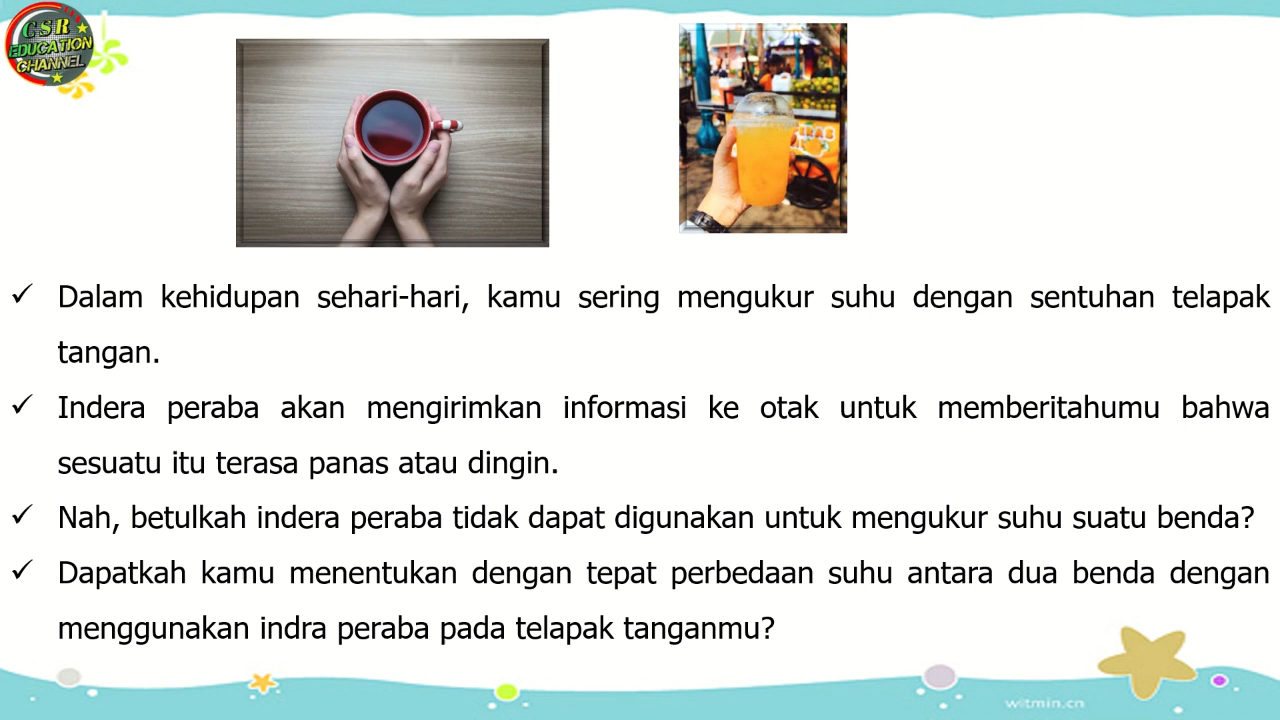 CSR
EDUCATION
CHANNEL
✓ Dalam kehidupan sehari-hari, kamu sering mengukur suhu dengan sentuhan telapak
tangan.
✓ Indera peraba akan mengirimkan informasi ke otak untuk memberitahumu bahwa
sesuatu itu terasa panas atau dingin.
✓ Nah, betulkah indera peraba tidak dapat digunakan untuk mengukur suhu suatu benda?
✓ Dapatkah kamu menentukan dengan tepat perbedaan suhu antara dua benda dengan
menggunakan indra peraba pada telapak tanganmu?
witmin.cn